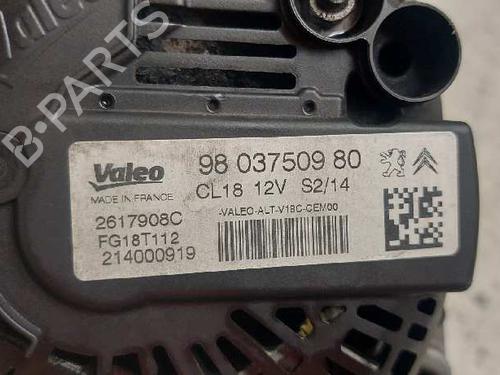 Valeo
B-PARTS
Valeo
98 037509 80
MADE IN FRANCE
CL18 12V S2/14
2617908C
-VALEO-ALT-V18C-CEM00
FG18T112
214000919